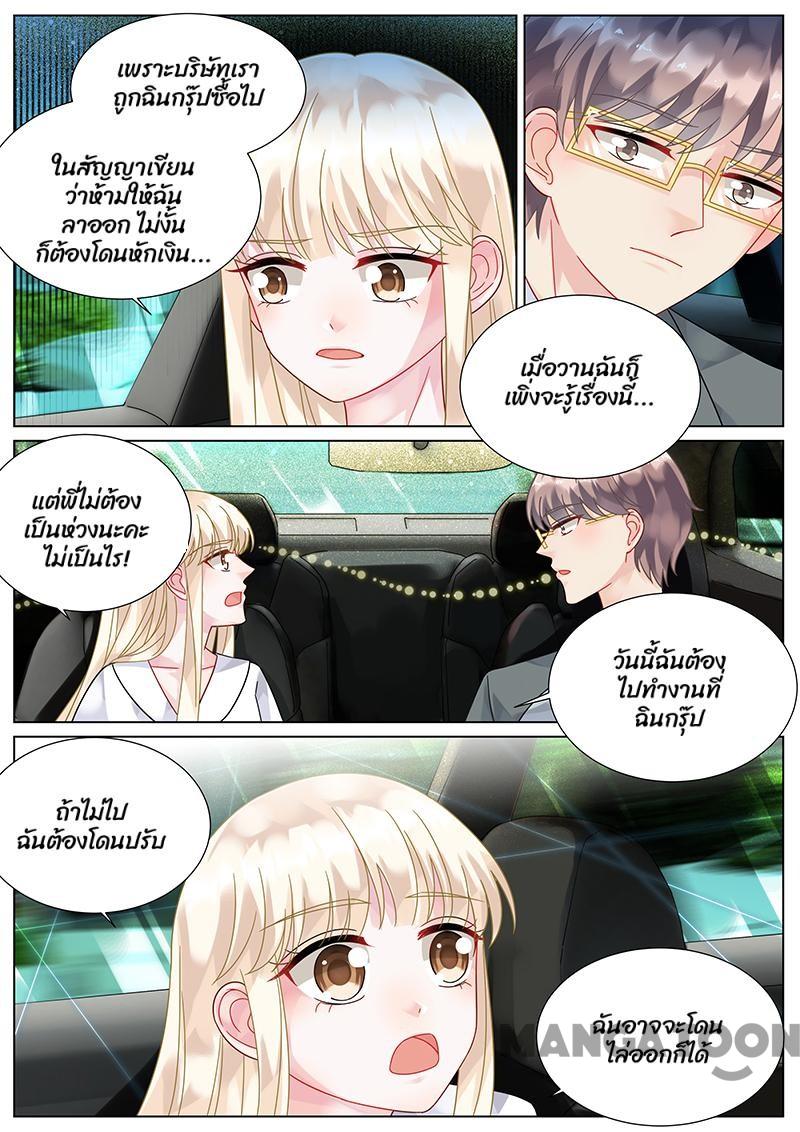 เพราะบริษัทเรา
ถูกฉินกรุ๊ปซื้อไป
ในสัญญาเขียน
ว่าห้ามให้ฉัน
ลาออก ไม่งั้น
ก็ต้องโดนหักเงิน...
เมื่อวานฉันก็
เพิ่งจะรู้เรื่องนี้...
แต่พี่ไม่ต้อง
เป็นห่วงนะคะ
ไม่เป็นไร!
วันนี้ฉันต้อง
ไปทำงานที่
ฉินกรุ๊ป
ถ้าไม่ไป
ฉันต้องโดนปรับ
ฉันอาจจะโดน
ไล่ออกก็ได้
MANGATOON